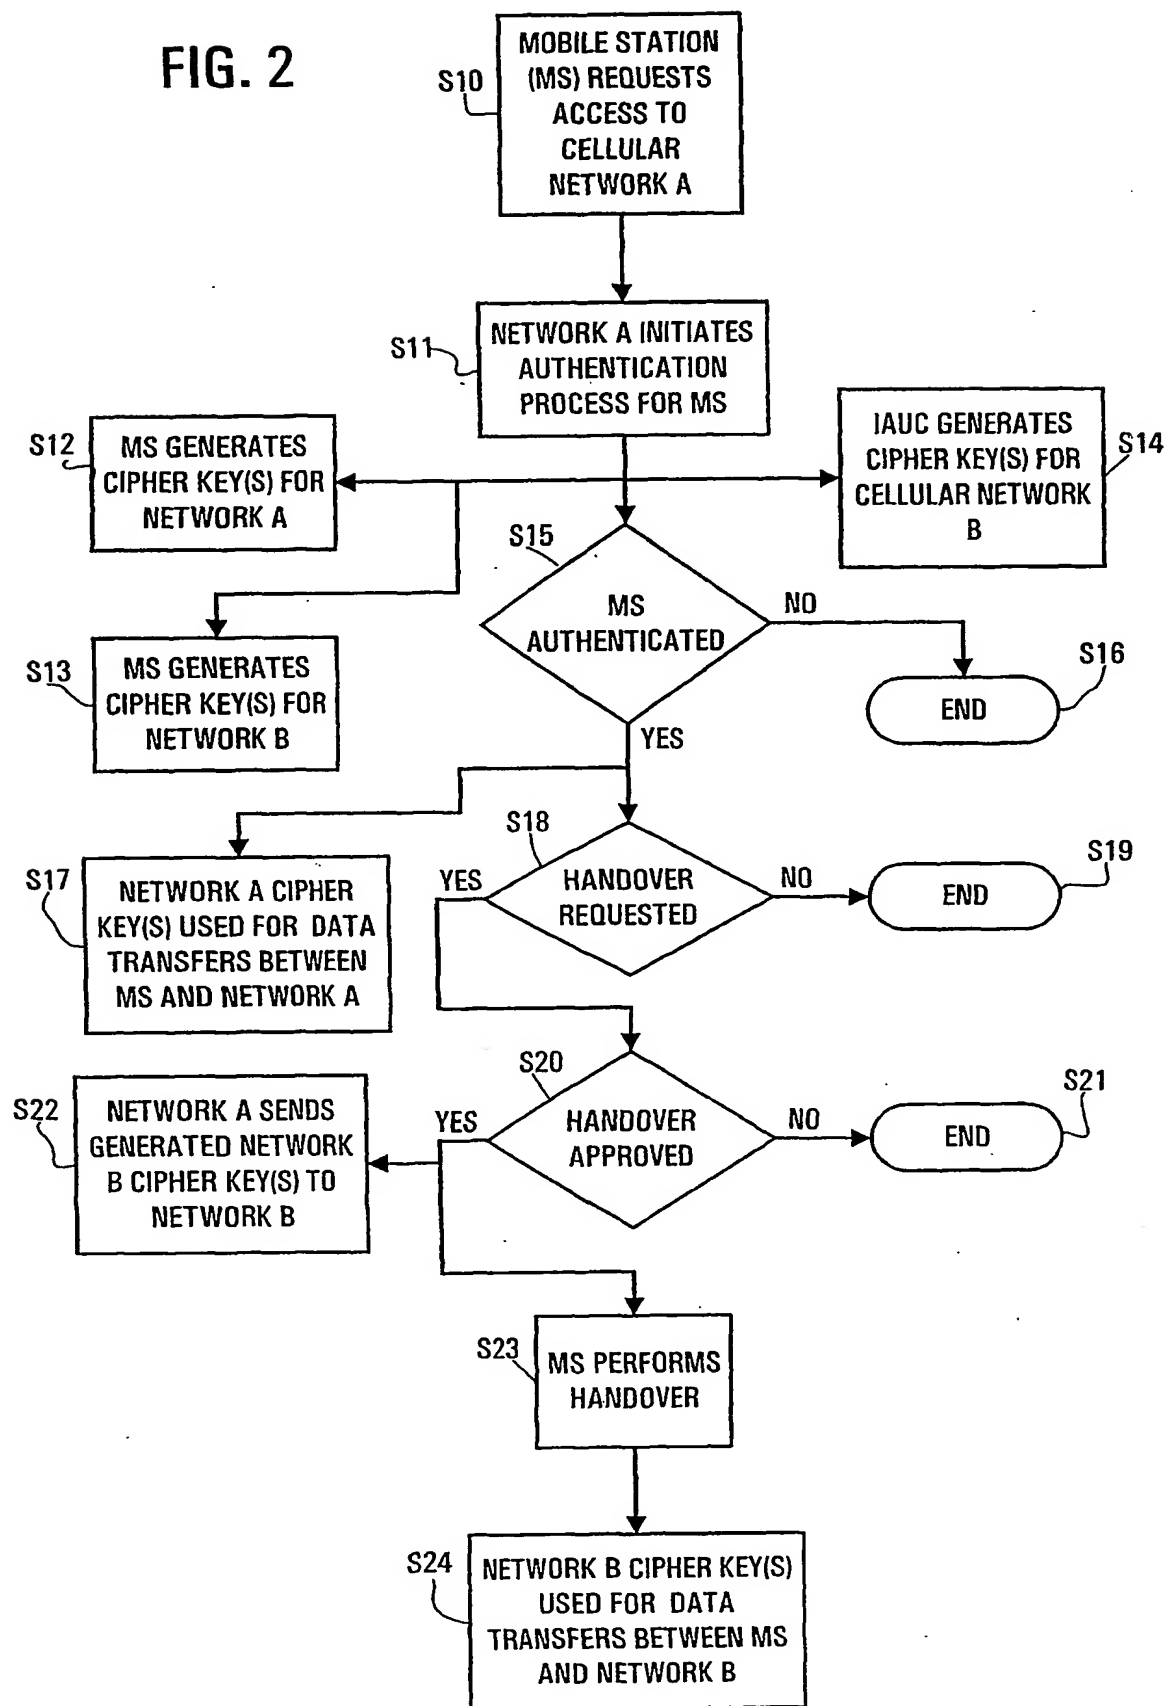 FIG. 2
S10
MOBILE STATION
(MS) REQUESTS
ACCESS TO
CELLULAR
NETWORK A
S11
NETWORK A INITIATES
AUTHENTICATION
PROCESS FOR MS
S12
MS GENERATES
CIPHER KEY(S) FOR
NETWORK A
IAUC GENERATES
CIPHER KEY(S) FOR
CELLULAR NETWORK
B
S14
S15
MS
AUTHENTICATED
NO
S13
MS GENERATES
CIPHER KEY(S) FOR
NETWORK B
S16
END
YES
S17
NETWORK A CIPHER
KEY(S) USED FOR DATA
TRANSFERS BETWEEN
MS AND NETWORK A
S18
YES
HANDOVER
REQUESTED
NO
END
S19
S20
YES
HANDOVER
APPROVED
NO
END
S21
S22
NETWORK A SENDS
GENERATED NETWORK
B CIPHER KEY(S) TO
NETWORK B
S23
MS PERFORMS
HANDOVER
S24
NETWORK B CIPHER KEY(S)
USED FOR DATA
TRANSFERS BETWEEN MS
AND NETWORK B